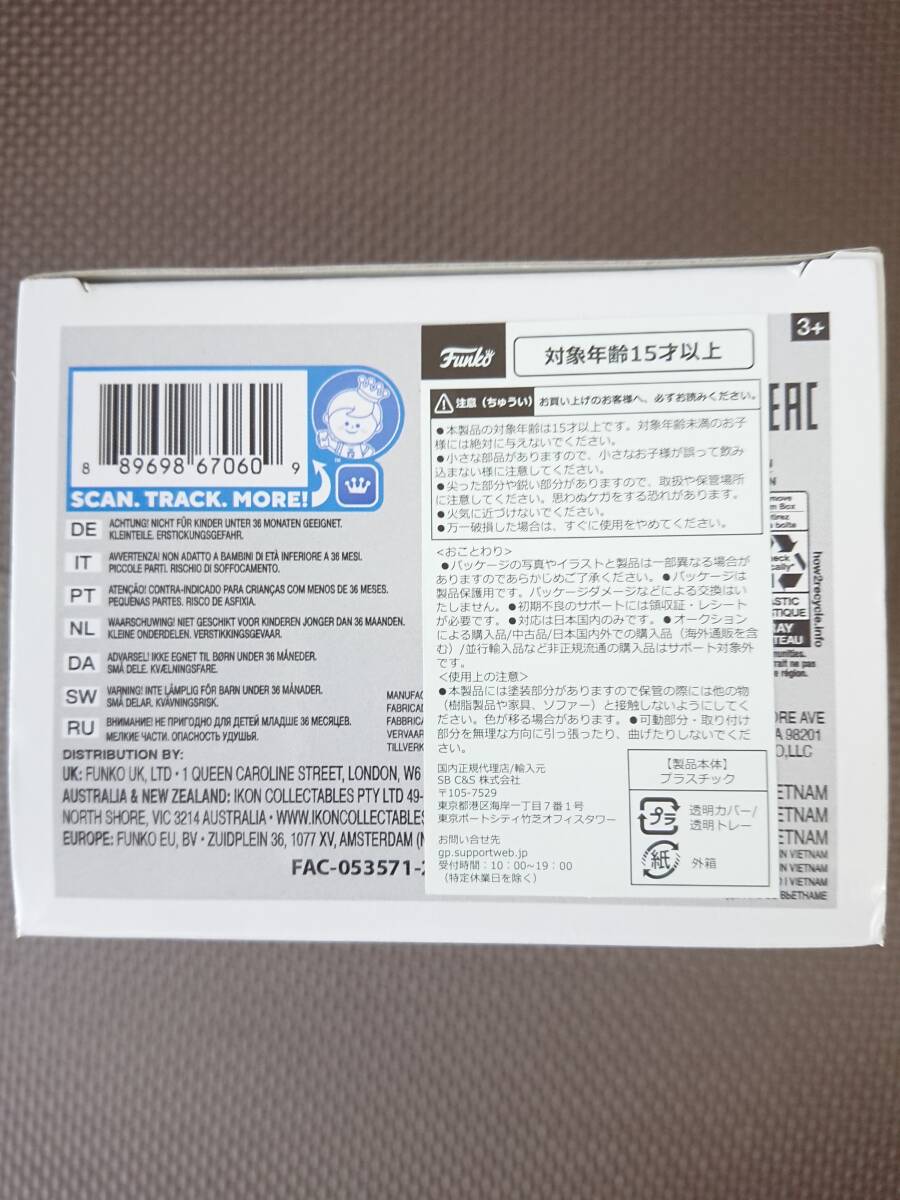 3+
Funko
対象年齢15才以上
注意（ちゅうい） お買い上げのお客様へ、必ずお読みください。
●本製品の対象年齢は15才以上です。対象年齢未満のお子
様には絶対に与えないでください。
●小さな部品がありますので、小さなお子様が誤って飲み
込まない様に注意してください。
●尖った部分や鋭い部分がありますので、取扱や保管場所
に注意してください。思わぬケガをする恐れがあります。
●火気に近づけないでください。
●万一破損した場合は、すぐに使用をやめてください。
<おことわり>
●パッケージの写真やイラストと製品は一部異なる場合が
ありますのであらかじめご了承ください。●パッケージは
製品保護用です。パッケージダメージなどによる交換はい
たしません。●初期不良のサポートには領収証・レシート
が必要です。●対応は日本国内のみです。●オークション
による購入品/中古品/日本国内外での購入品（海外通販を含
む）/並行輸入品など非正規流通の購入品はサポート対象外
です。
<使用上の注意>
●本製品には塗装部分がありますので保管の際には他の物
（樹脂製品や家具、ソファー）と接触しないようにしてく
ださい。色が移る場合があります。●可動部分・取り付け
部分を無理な方向に引っ張ったり、曲げたりしないでくだ
さい。
国内正規代理店/輸入元
SB C&S 株式会社
〒105-7529
東京都港区海岸一丁目7番1号
東京ポートシティ竹芝オフィスタワー
お問い合せ先
gp.supportweb.jp
受付時間：10：00~19：00
（特定休業日を除く）
【製品本体】
プラスチック
プラ
透明カバー/
透明トレー
紙
外箱
8 89698 67060 9
SCAN. TRACK. MORE!
DE ACHTUNG! NICHT FÜR KINDER UNTER 36 MONATEN GEEIGNET.
KLEINTEILE. ERSTICKUNGSGEFAHR.
IT AVVERTENZA! NON ADATTO A BAMBINI DI ETÀ INFERIORE A 36 MESI.
PICCOLE PARTI. RISCHIO DI SOFFOCAMENTO.
PT ATENÇÃO! CONTRA-INDICADO PARA CRIANÇAS COM MENOS DE 36 MESES.
PEQUENAS PARTES. RISCO DE ASFIXIA.
NL WAARSCHUWING! NIET GESCHIKT VOOR KINDEREN JONGER DAN 36 MAANDEN.
KLEINE ONDERDELEN. VERSTIKKINGSGEVAAR.
DA ADVARSEL! IKKE EGNET TIL BØRN UNDER 36 MÅNEDER.
SMÅ DELE. KVÆLNINGSFARE.
SW VARNING! INTE LÄMPLIG FÖR BARN UNDER 36 MÅNADER.
SMÅ DELAR. KVÄVNINGSRISK.
RU ВНИМАНИЕ! НЕ ПРИГОДНО ДЛЯ ДЕТЕЙ МЛАДШЕ 36 МЕСЯЦЕВ.
МЕЛКИЕ ЧАСТИ. ОПАСНОСТЬ УДУШЬЯ.
MANUFAC
FABRICAD
FABBRICA
VERVAAR
TILLVERK
DISTRIBUTION BY:
UK: FUNKO UK, LTD • 1 QUEEN CAROLINE STREET, LONDON, W6
AUSTRALIA & NEW ZEALAND: IKON COLLECTABLES PTY LTD 49-
NORTH SHORE, VIC 3214 AUSTRALIA • WWW.IKONCOLLECTABLES
EUROPE: FUNKO EU, BV • ZUIDPLEIN 36, 1077 XV, AMSTERDAM (N
FAC-053571-2
EAC
how2recycle.info
ORE AVE
A 98201
O,LLC
ETNAM
ETNAM
ETNAM
IN VIETNAM
IN VIETNAM
I VIETNAM
ВЬЕТНАМЕ